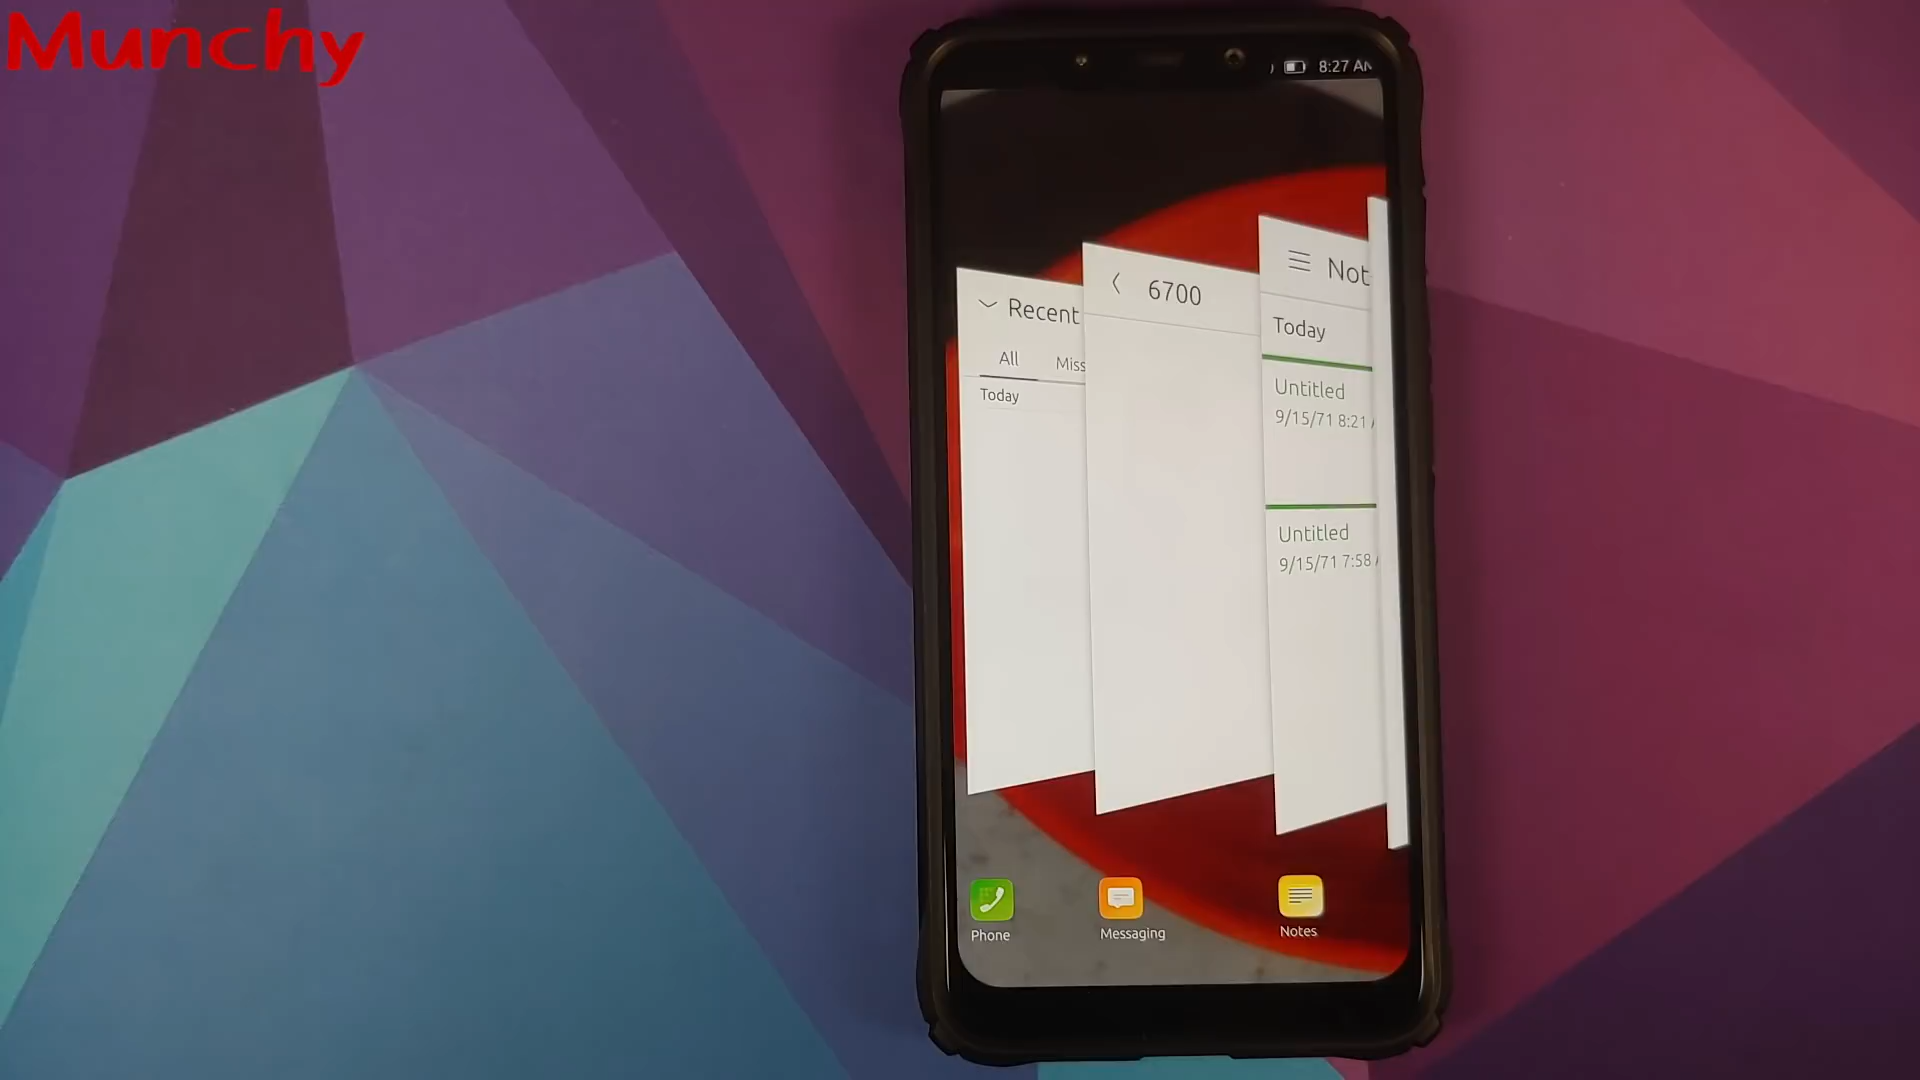 Munchy
8:27 AM
Recent
All Miss
Today
6700
Not
Today
Untitled
9/15/71 8:21
Untitled
9/15/71 7:58
Phone
Messaging
Notes